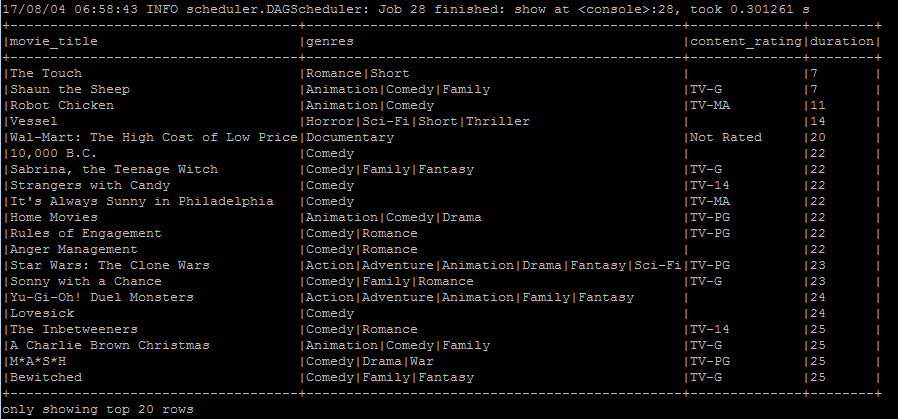 17/08/04 06:58:43 INFO scheduler.DAGScheduler: Job 28 finished: show at <console>:28, took 0.301261 s
+------------------------------------+-----------------------------------------------+--------------+--------+
|movie_title                         |genres                                         |content_rating|duration|
+------------------------------------+-----------------------------------------------+--------------+--------+
|The Touch                           |Romance|Short                                  |              |7       |
|Shaun the Sheep                     |Animation|Comedy|Family                        |TV-G          |7       |
|Robot Chicken                       |Animation|Comedy                               |TV-MA         |11      |
|Vessel                              |Horror|Sci-Fi|Short|Thriller                   |              |14      |
|Wal-Mart: The High Cost of Low Price|Documentary                                    |Not Rated     |20      |
|10,000 B.C.                         |Comedy                                         |              |22      |
|Sabrina, the Teenage Witch          |Comedy|Family|Fantasy                          |TV-G          |22      |
|Strangers with Candy                |Comedy                                         |TV-14         |22      |
|It's Always Sunny in Philadelphia   |Comedy                                         |TV-MA         |22      |
|Home Movies                         |Animation|Comedy|Drama                         |TV-PG         |22      |
|Rules of Engagement                 |Comedy|Romance                                 |TV-PG         |22      |
|Anger Management                    |Comedy|Romance                                 |              |22      |
|Star Wars: The Clone Wars           |Action|Adventure|Animation|Drama|Fantasy|Sci-Fi|TV-PG         |23      |
|Sonny with a Chance                 |Comedy|Family|Romance                          |TV-G          |23      |
|Yu-Gi-Oh! Duel Monsters             |Action|Adventure|Animation|Family|Fantasy      |              |24      |
|Lovesick                            |Comedy                                         |              |24      |
|The Inbetweeners                    |Comedy|Romance                                 |TV-14         |25      |
|A Charlie Brown Christmas           |Animation|Comedy|Family                        |TV-G          |25      |
|M*A*S*H                             |Comedy|Drama|War                               |TV-PG         |25      |
|Bewitched                           |Comedy|Family|Fantasy                          |TV-G          |25      |
+------------------------------------+-----------------------------------------------+--------------+--------+
only showing top 20 rows